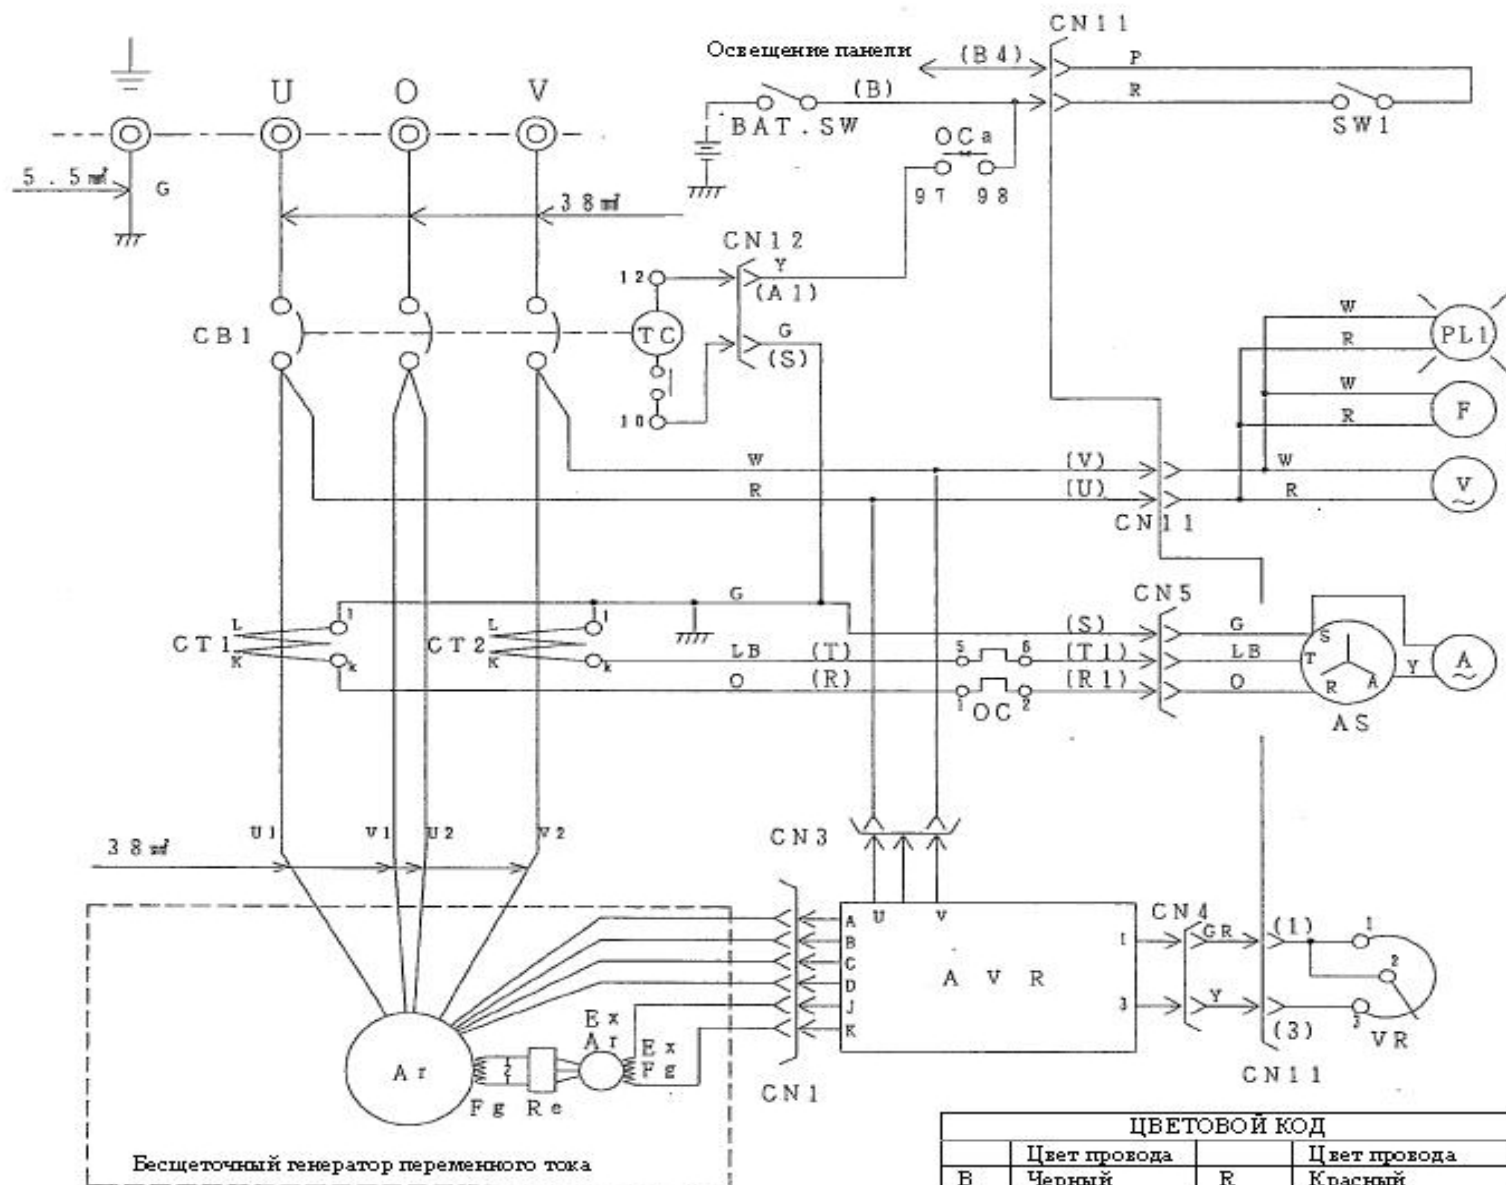 CN11
Освещение панели
(B4)
P
U
O
V
(B)
R
BAT.SW
SW1
OCa
5.5㎟
G
97 98
38㎟
CN12
12
Y
(A1)
W
CB1
TC
G
(S)
R
PL1
W
10
R
F
W
(V)
W
R
(U)
R
V
~
CN11
G
CN5
L
l
L
l
(S)
G
S
CT1
CT2
K
k
K
k
LB
(T)
5
6
(T1)
LB
T
Y
A
~
O
(R)
1
OC
2
(R1)
O
R
A
AS
U1
V1
U2
V2
CN3
38㎟
A
U
V
1
CN4
GR
(1)
1
B
C
A V R
2
D
J
3
Y
3
K
(3)
VR
Ex
Ar
Ex
Fg
Ar
Fg
Re
CN1
CN11
Бесщеточный генератор переменного тока
ЦВЕТОВОЙ КОД
Цвет провода Цвет провода
B Черный R Красный